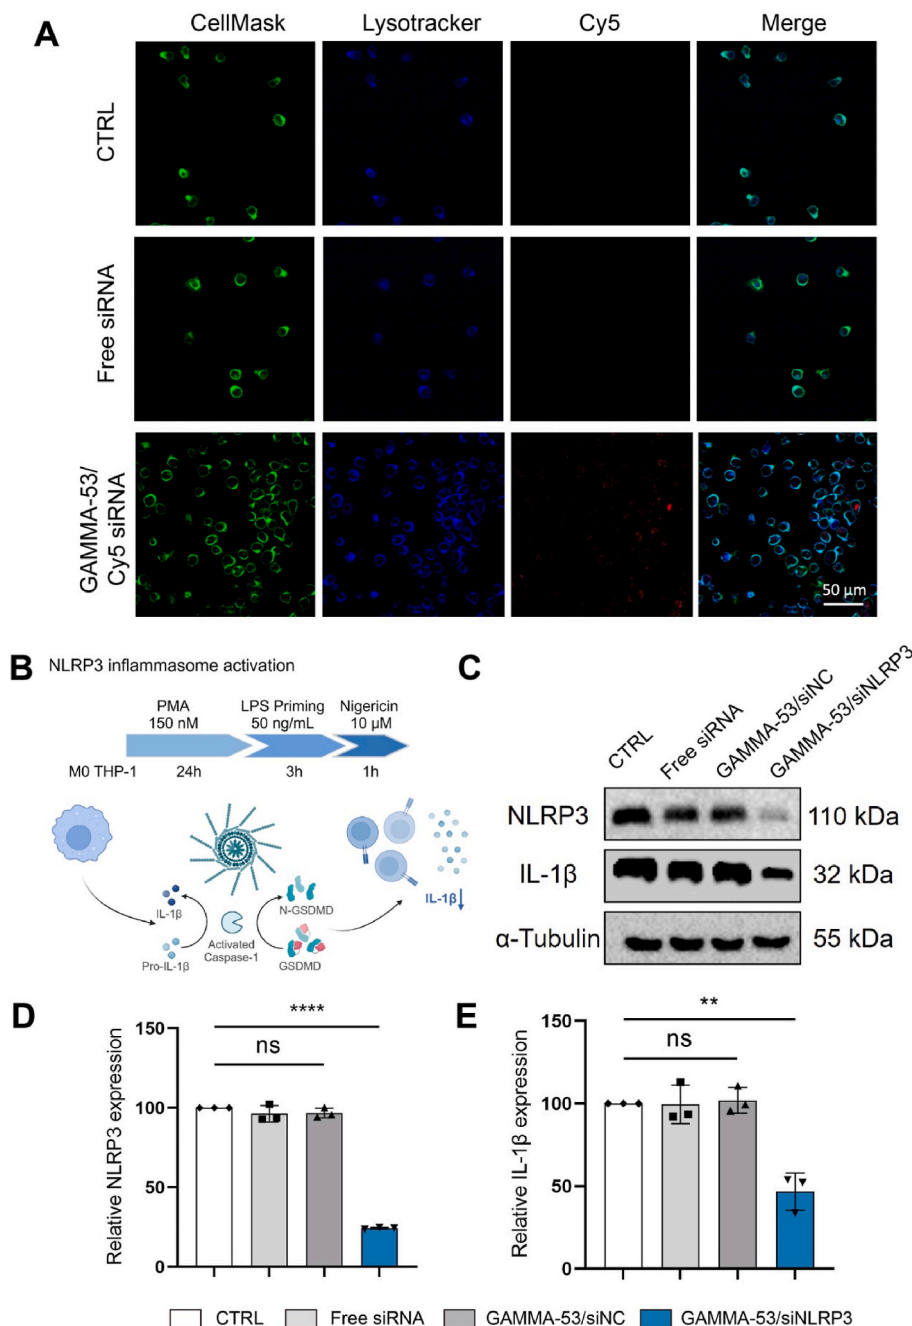 A
CellMask Lysotracker Cy5 Merge
CTRL
Free siRNA
GAMMA-53/
Cy5 siRNA
50 µm
B NLRP3 inflammasome activation
PMA
150 nM
LPS Priming
50 ng/mL
Nigericin
10 µM
M0 THP-1 24h 3h 1h
IL-1β
Pro-IL-1β
Activated
Caspase-1
N-GSDMD
GSDMD
IL-1β
C
CTRL
Free siRNA
GAMMA-53/siNC
GAMMA-53/siNLRP3
NLRP3 110 kDa
IL-1β 32 kDa
α-Tubulin 55 kDa
D
Relative NLRP3 expression
150
100
50
0
****
ns
E
Relative IL-1β expression
150
100
50
0
**
ns
CTRL Free siRNA GAMMA-53/siNC GAMMA-53/siNLRP3